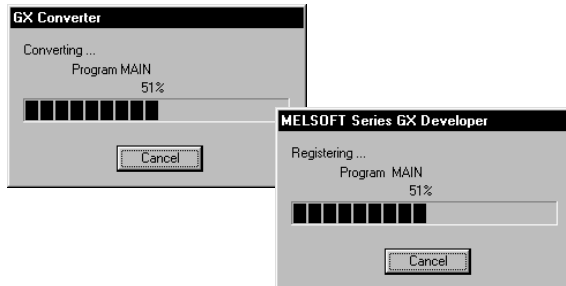 GX Converter
Converting ...
Program MAIN
51%
Cancel
MELSOFT Series GX Developer
Registering ...
Program MAIN
51%
Cancel